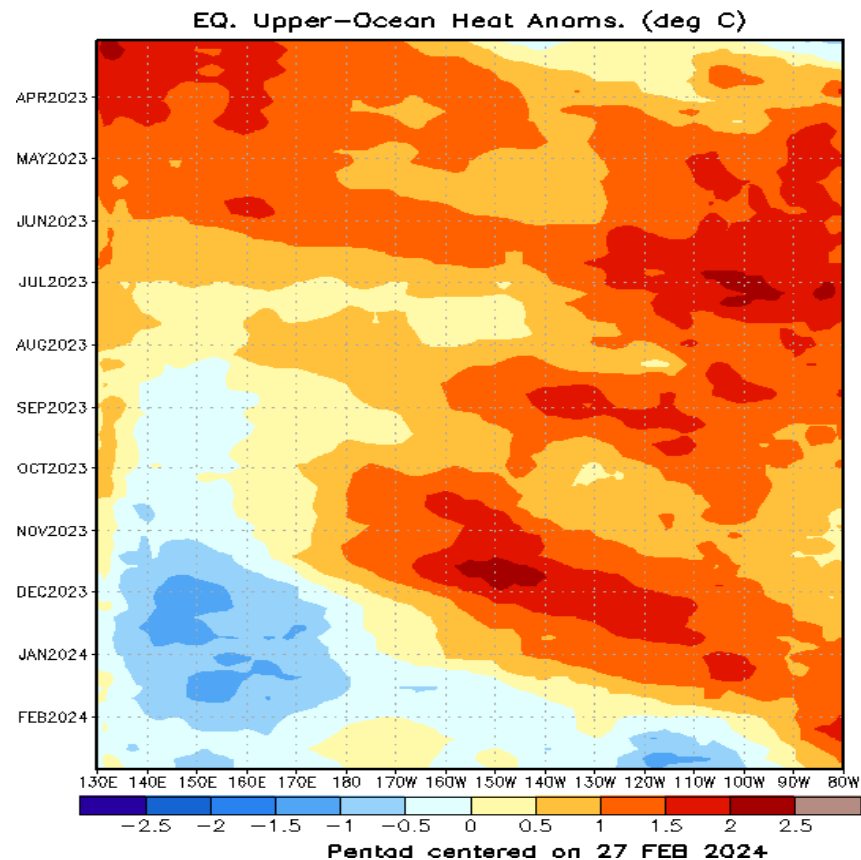 EQ. Upper-Ocean Heat Anoms. (deg C)
APR2023
MAY2023
JUN2023
JUL2023
AUG2023
SEP2023
OCT2023
NOV2023
DEC2023
JAN2024
FEB2024
130E 140E 150E 160E 170E 180 170W 160W 150W 140W 130W 120W 110W 100W 90W 80W
-2.5 -2 -1.5 -1 -0.5 0 0.5 1 1.5 2 2.5
Pentad centered on 27 FEB 2024